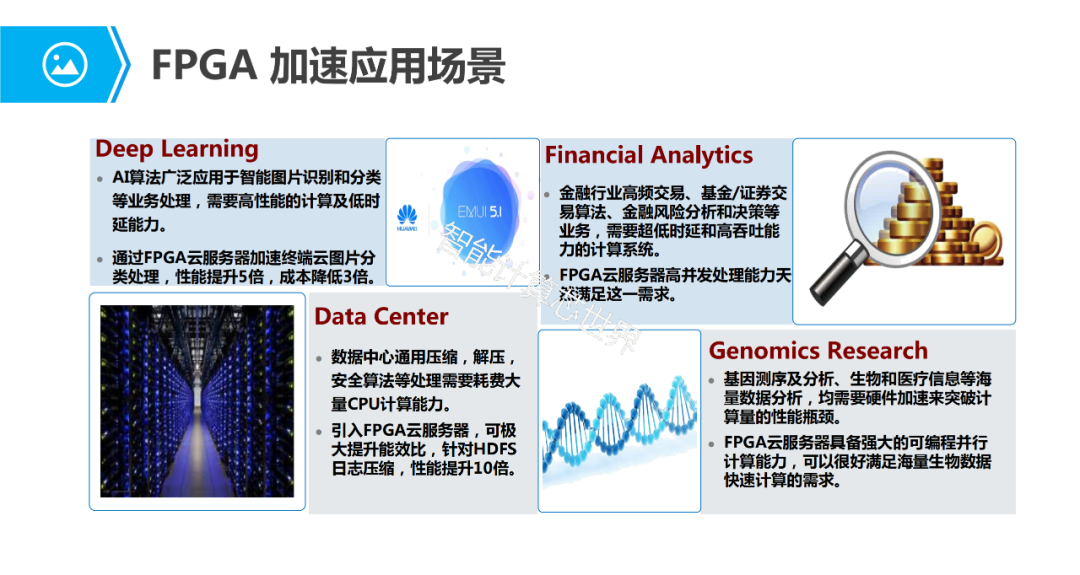 FPGA 加速应用场景
Deep Learning
AI算法广泛应用于智能图片识别和分类
等业务处理，需要高性能的计算及低时
延能力。
通过FPGA云服务器加速终端云图片分
类处理，性能提升5倍，成本降低3倍。
HUAWEI
EMUI 5.1
Financial Analytics
金融行业高频交易、基金/证券交
易算法、金融风险分析和决策等
业务，需要超低时延和高吞吐能
力的计算系统。
FPGA云服务器高并发处理能力天
然满足这一需求。
Data Center
数据中心通用压缩，解压，
安全算法等处理需要耗费大
量CPU计算能力。
引入FPGA云服务器，可极
大提升能效比，针对HDFS
日志压缩，性能提升10倍。
Genomics Research
基因测序及分析、生物和医疗信息等海
量数据分析，均需要硬件加速来突破计
算量的性能瓶颈。
FPGA云服务器具备强大的可编程并行
计算能力，可以很好满足海量生物数据
快速计算的需求。
智能计算芯世界